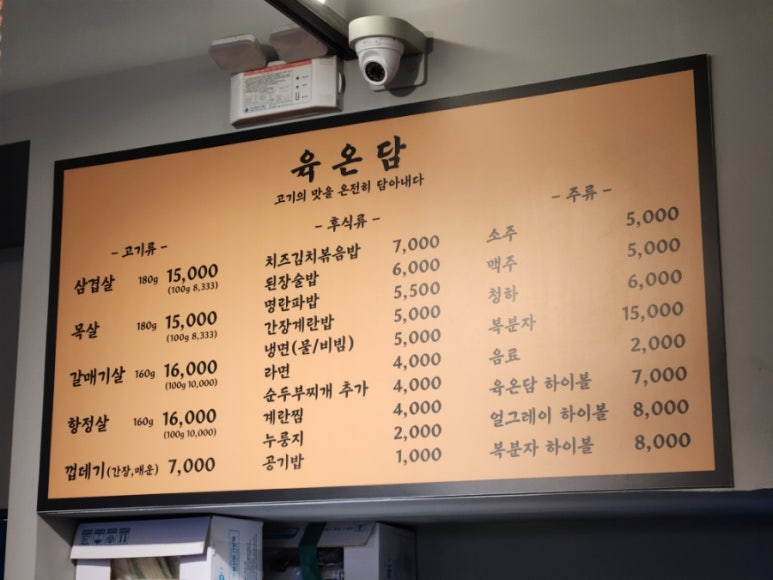 육온담
고기의 맛을 온전히 담아내다
- 고기류 -
삼겹살 180g 15,000
(100g 8,333)
목살 180g 15,000
(100g 8,333)
갈매기살 160g 16,000
(100g 10,000)
항정살 160g 16,000
(100g 10,000)
껍데기(간장,매운) 7,000
- 후식류 -
치즈김치볶음밥 7,000
된장술밥 6,000
명란파밥 5,500
간장계란밥 5,000
냉면(물/비빔) 5,000
라면 4,000
순두부찌개 추가 4,000
계란찜 4,000
누룽지 2,000
공기밥 1,000
- 주류 -
소주 5,000
맥주 5,000
청하 6,000
복분자 15,000
음료 2,000
육온담 하이볼 7,000
얼그레이 하이볼 8,000
복분자 하이볼 8,000